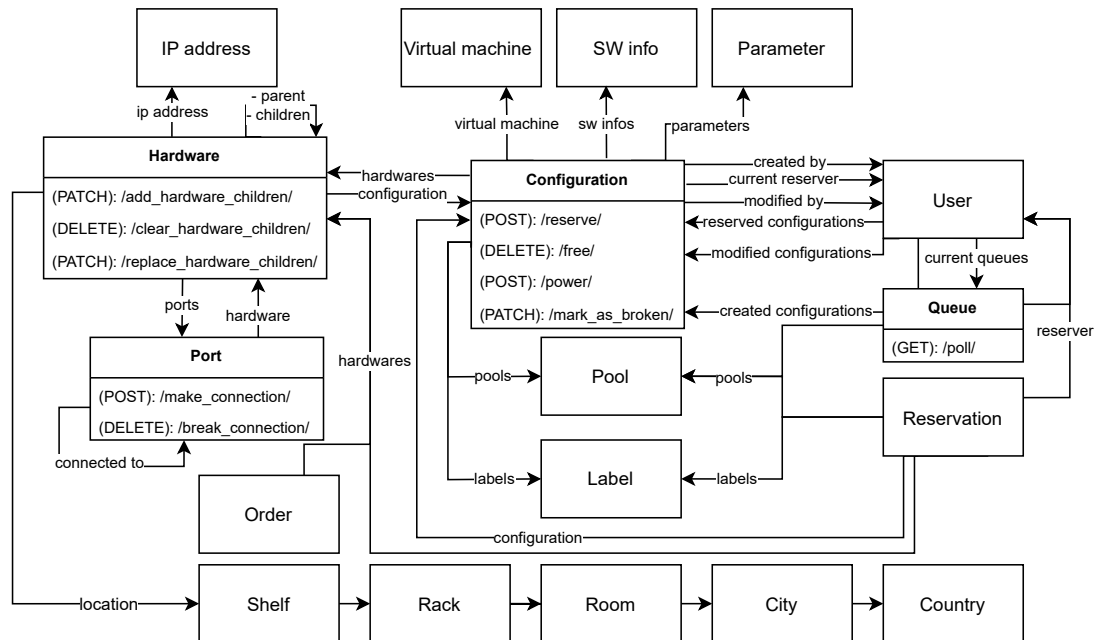 IP address
Virtual machine
SW info
Parameter
ip address
- parent
- children
virtual machine
sw infos
parameters
Hardware
(PATCH): /add_hardware_children/
(DELETE): /clear_hardware_children/
(PATCH): /replace_hardware_children/
hardwares
configuration
Configuration
(POST): /reserve/
(DELETE): /free/
(POST): /power/
(PATCH): /mark_as_broken/
created by
current reserver
modified by
reserved configurations
modified configurations
created configurations
User
current queues
Queue
(GET): /poll/
reserver
ports
hardware
Port
(POST): /make_connection/
(DELETE): /break_connection/
connected to
hardwares
pools
Pool
pools
Reservation
labels
Label
labels
Order
configuration
location
Shelf
Rack
Room
City
Country